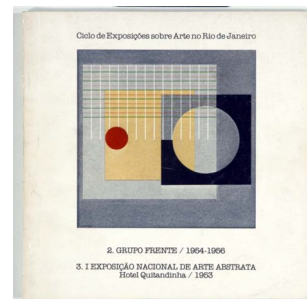 Ciclo de Exposições sobre Arte no Rio de Janeiro
2. GRUPO FRENTE / 1954-1956
3. I EXPOSIÇÃO NACIONAL DE ARTE ABSTRATA
Hotel Quitandinha / 1953